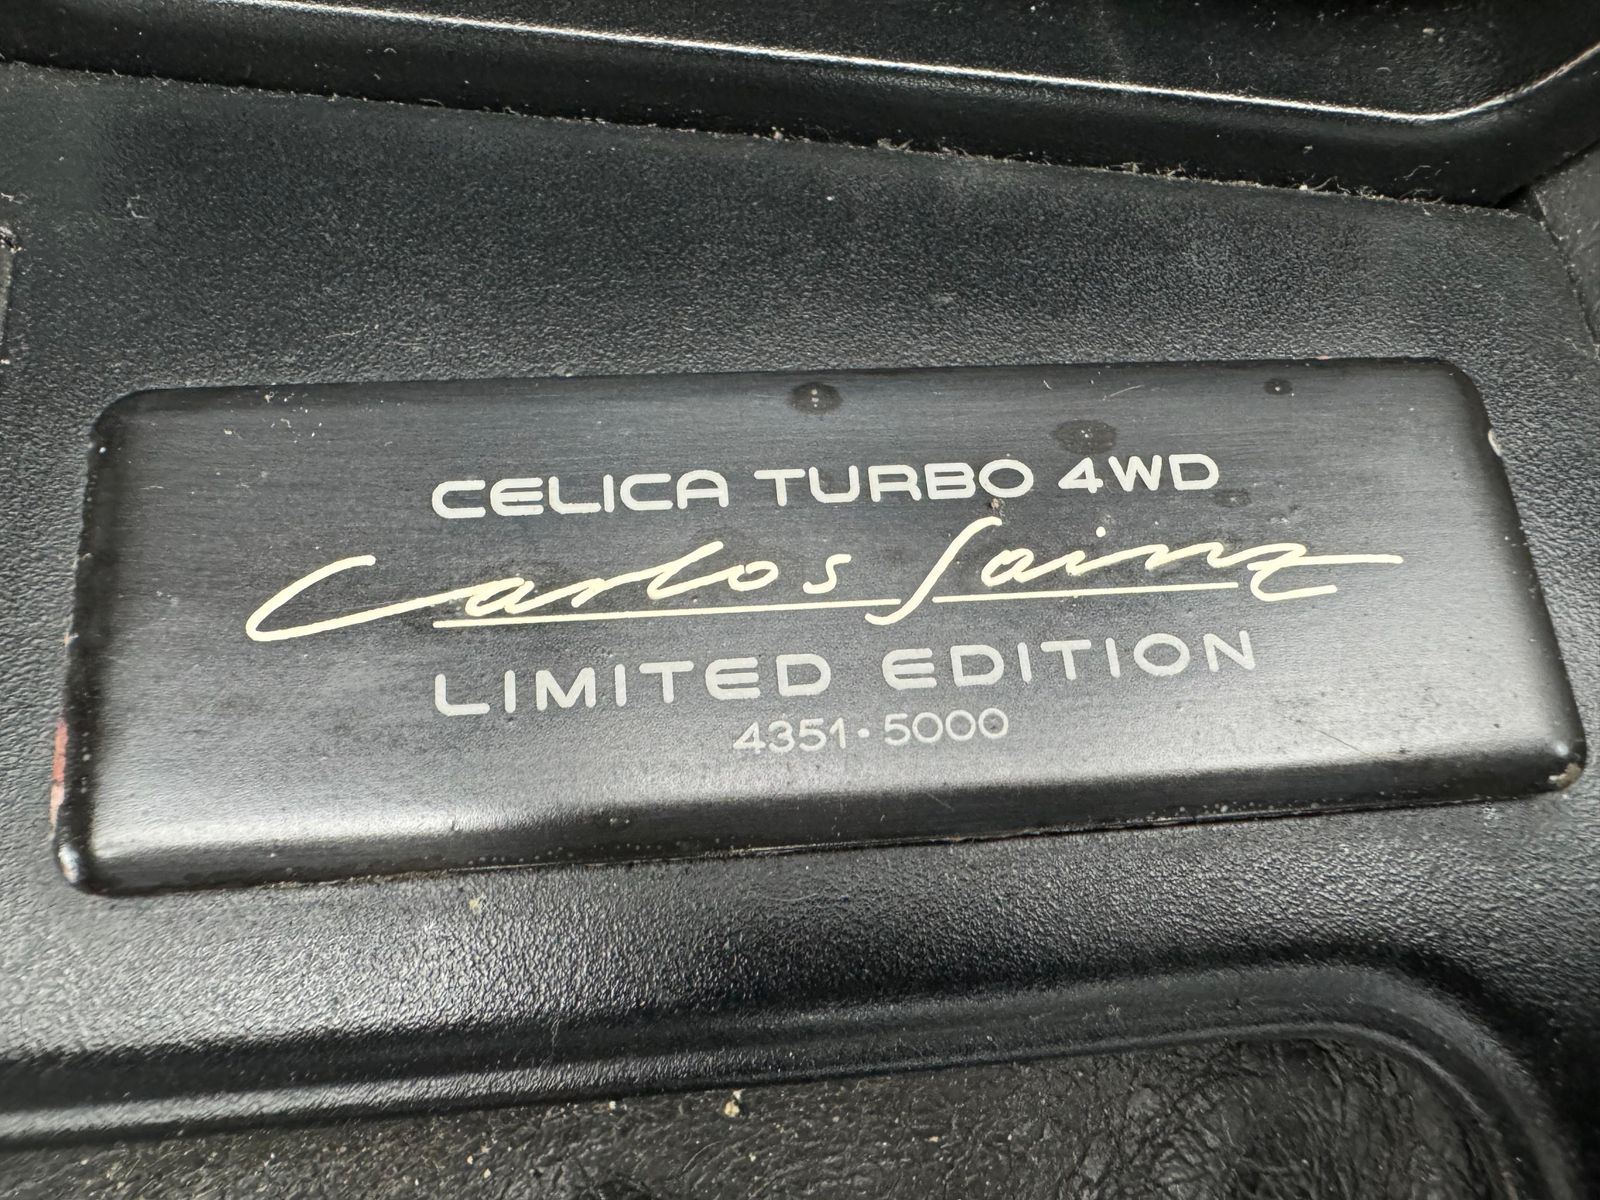 CELICA TURBO 4WD
Carlos Sainz
LIMITED EDITION
4351·5000